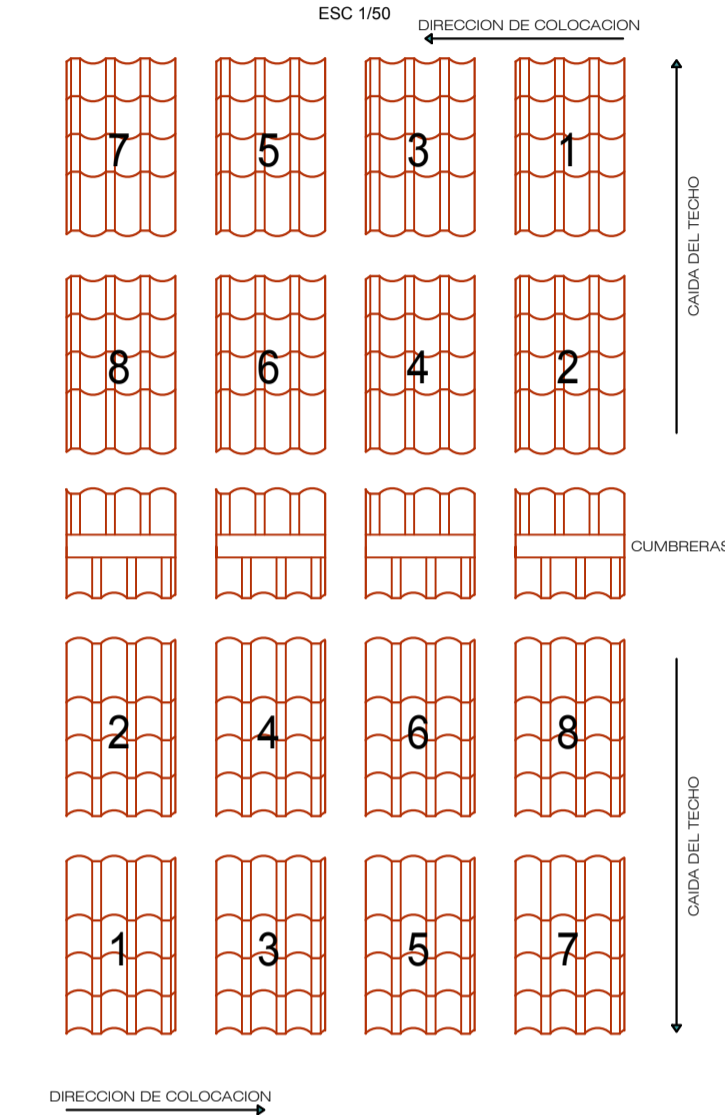 ESC 1/50
DIRECCION DE COLOCACION
7 5 3 1
CAIDA DEL TECHO
8 6 4 2
CUMBRERAS
2 4 6 8
CAIDA DEL TECHO
1 3 5 7
DIRECCION DE COLOCACION